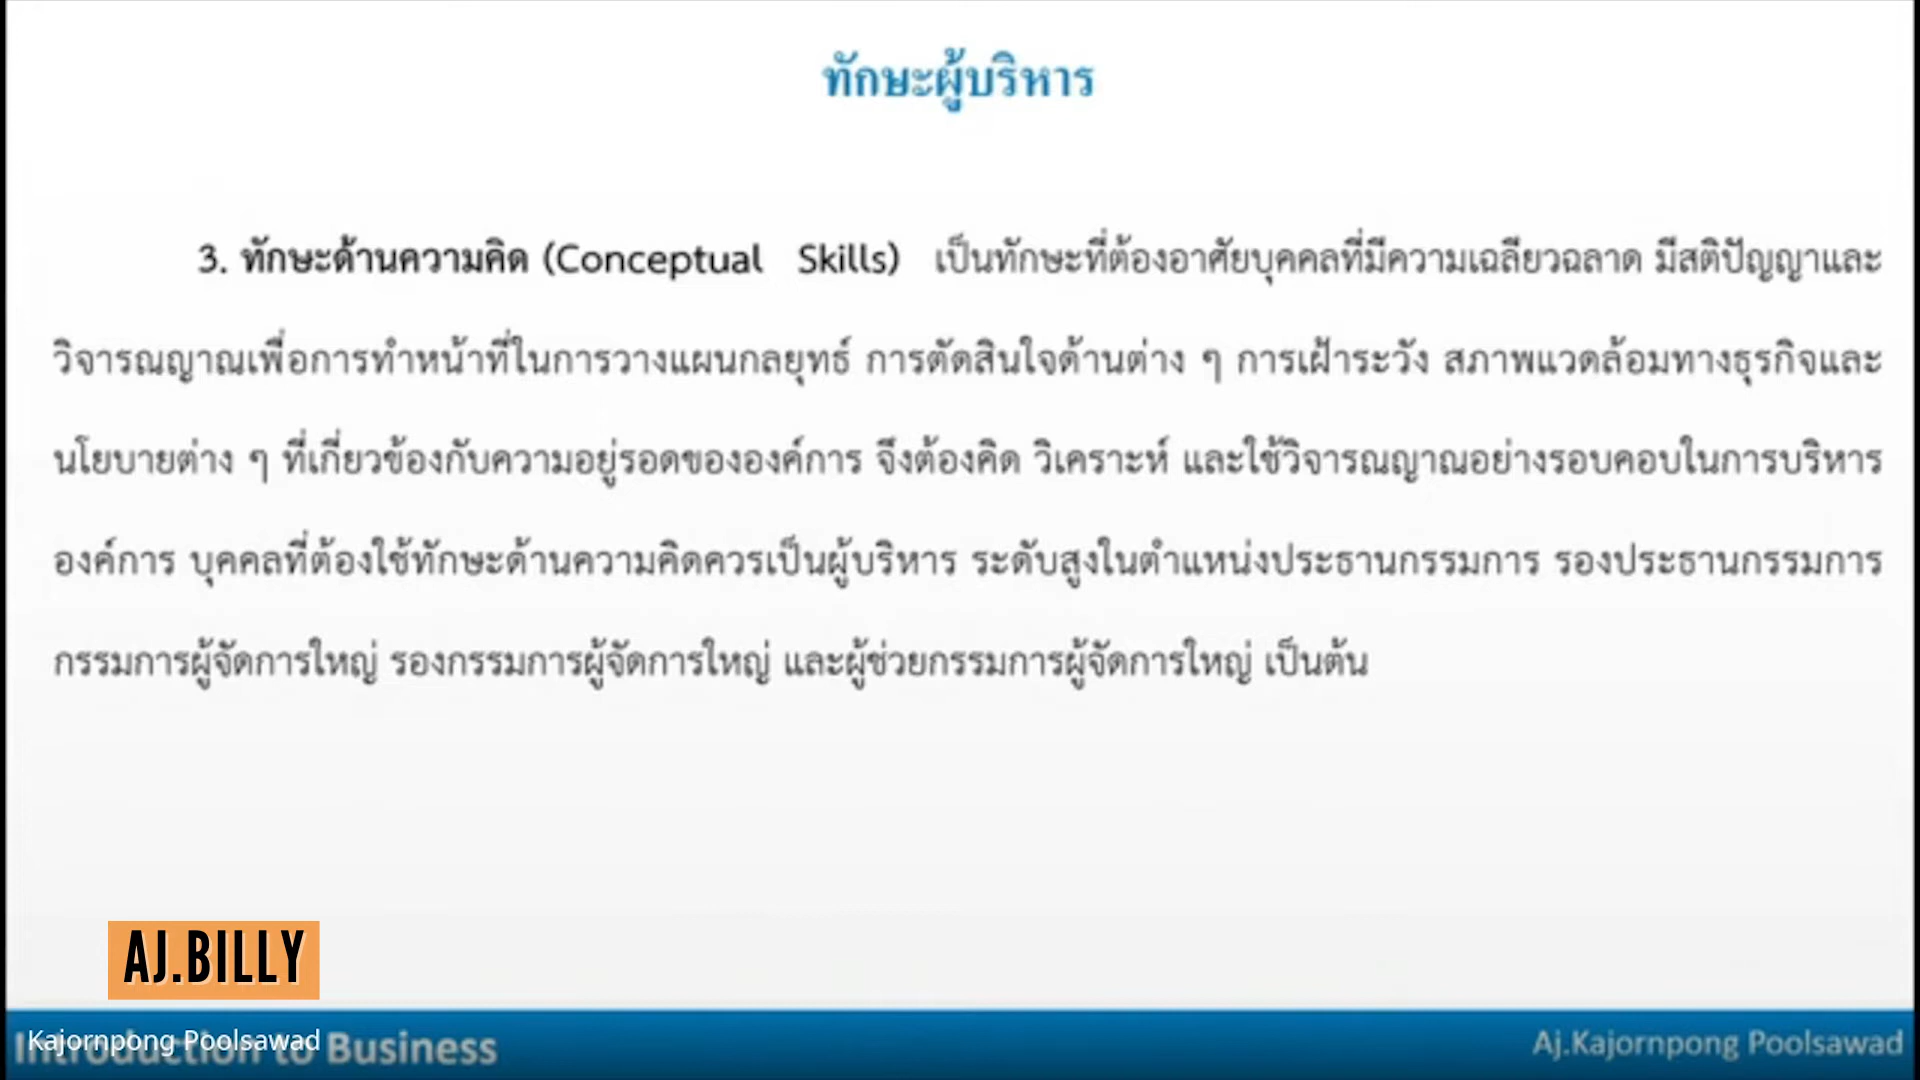 ทักษะผู้บริหาร
3. ทักษะด้านความคิด (Conceptual Skills) เป็นทักษะที่ต้องอาศัยบุคคลที่มีความเฉลียวฉลาด มีสติปัญญาและ
วิจารณญาณเพื่อการทำหน้าที่ในการวางแผนกลยุทธ์ การตัดสินใจด้านต่าง ๆ การเฝ้าระวัง สภาพแวดล้อมทางธุรกิจและ
นโยบายต่าง ๆ ที่เกี่ยวข้องกับความอยู่รอดขององค์การ จึงต้องคิด วิเคราะห์ และใช้วิจารณญาณอย่างรอบคอบในการบริหาร
องค์การ บุคคลที่ต้องใช้ทักษะด้านความคิดควรเป็นผู้บริหาร ระดับสูงในตำแหน่งประธานกรรมการ รองประธานกรรมการ
กรรมการผู้จัดการใหญ่ รองกรรมการผู้จัดการใหญ่ และผู้ช่วยกรรมการผู้จัดการใหญ่ เป็นต้น
AJ.BILLY
Kajornpong Poolsawad
Introduction to Business
Aj.Kajornpong Poolsawad